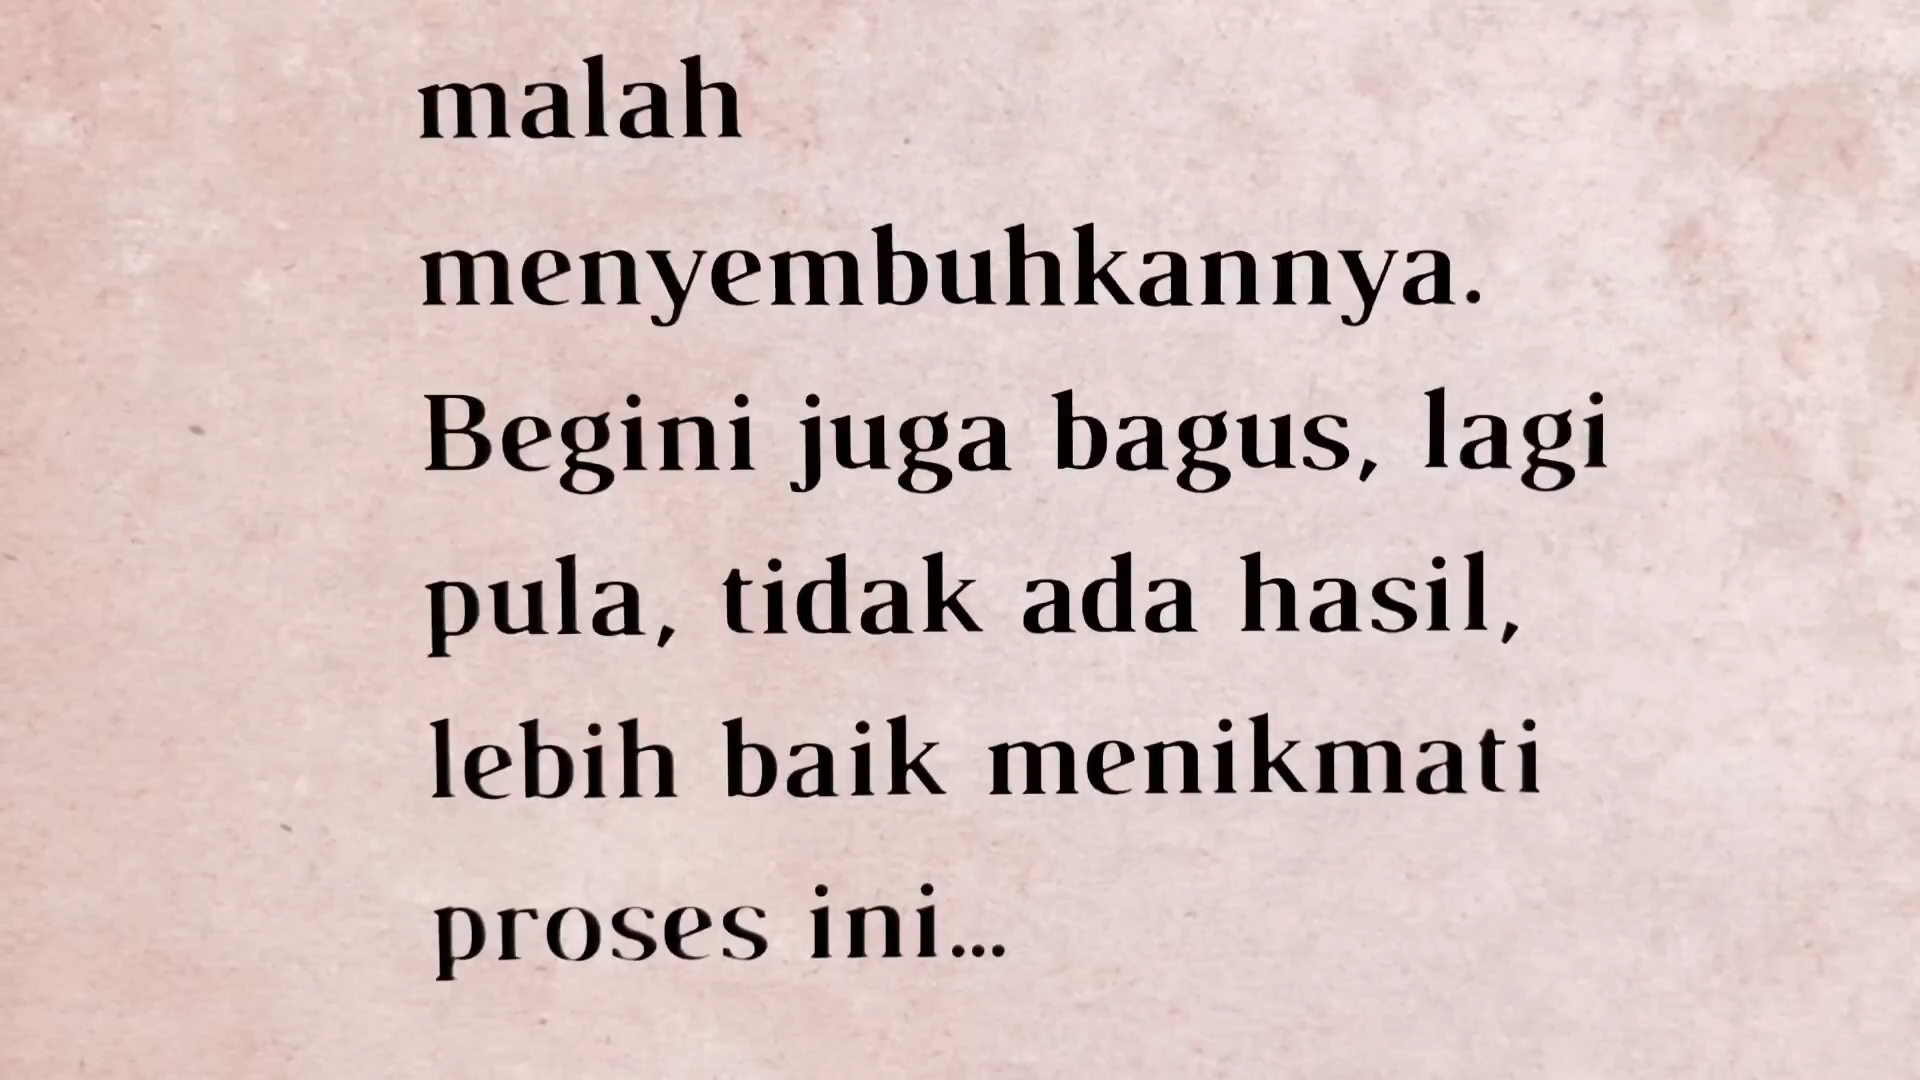 malah
menyembuhkannya.
Begini juga bagus, lagi
pula, tidak ada hasil,
lebih baik menikmati
proses ini...